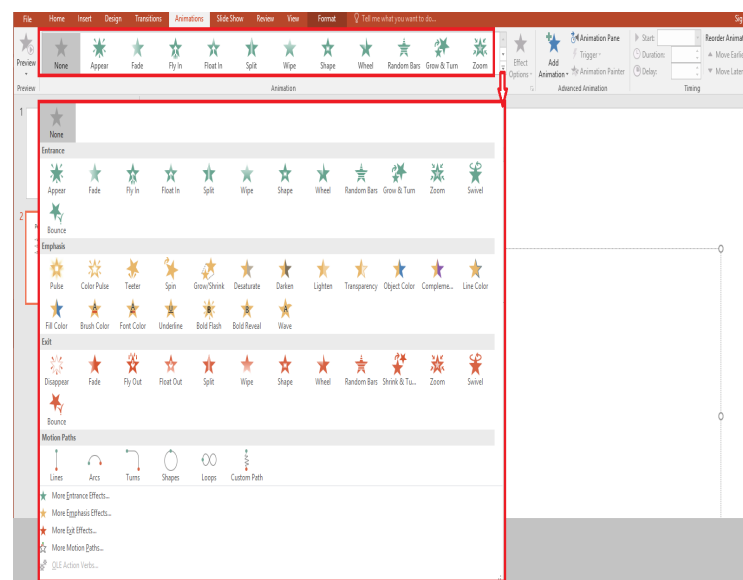 File Home Insert Design Transitions Animations Slide Show Review View Format Tell me what you want to do... Sig
Preview None Appear Fade Fly In Float In Split Wipe Shape Wheel Random Bars Grow & Turn Zoom Effect Options Add Animation Animation Pane Trigger Animation Painter Start: Duration: Delay: Reorder Animat Move Earlie Move Later
Preview Animation Advanced Animation Timing
1
None
Entrance
Appear Fade Fly In Float In Split Wipe Shape Wheel Random Bars Grow & Turn Zoom Swivel
2
Bounce
Emphasis
Pulse Color Pulse Teeter Spin Grow/Shrink Desaturate Darken Lighten Transparency Object Color Compleme... Line Color
Fill Color Brush Color Font Color Underline Bold Flash Bold Reveal Wave
Exit
Disappear Fade Fly Out Float Out Split Wipe Shape Wheel Random Bars Shrink & Tu... Zoom Swivel
Bounce
Motion Paths
Lines Arcs Turns Shapes Loops Custom Path
More Entrance Effects...
More Emphasis Effects...
More Exit Effects...
More Motion Paths...
OLE Action Verbs...